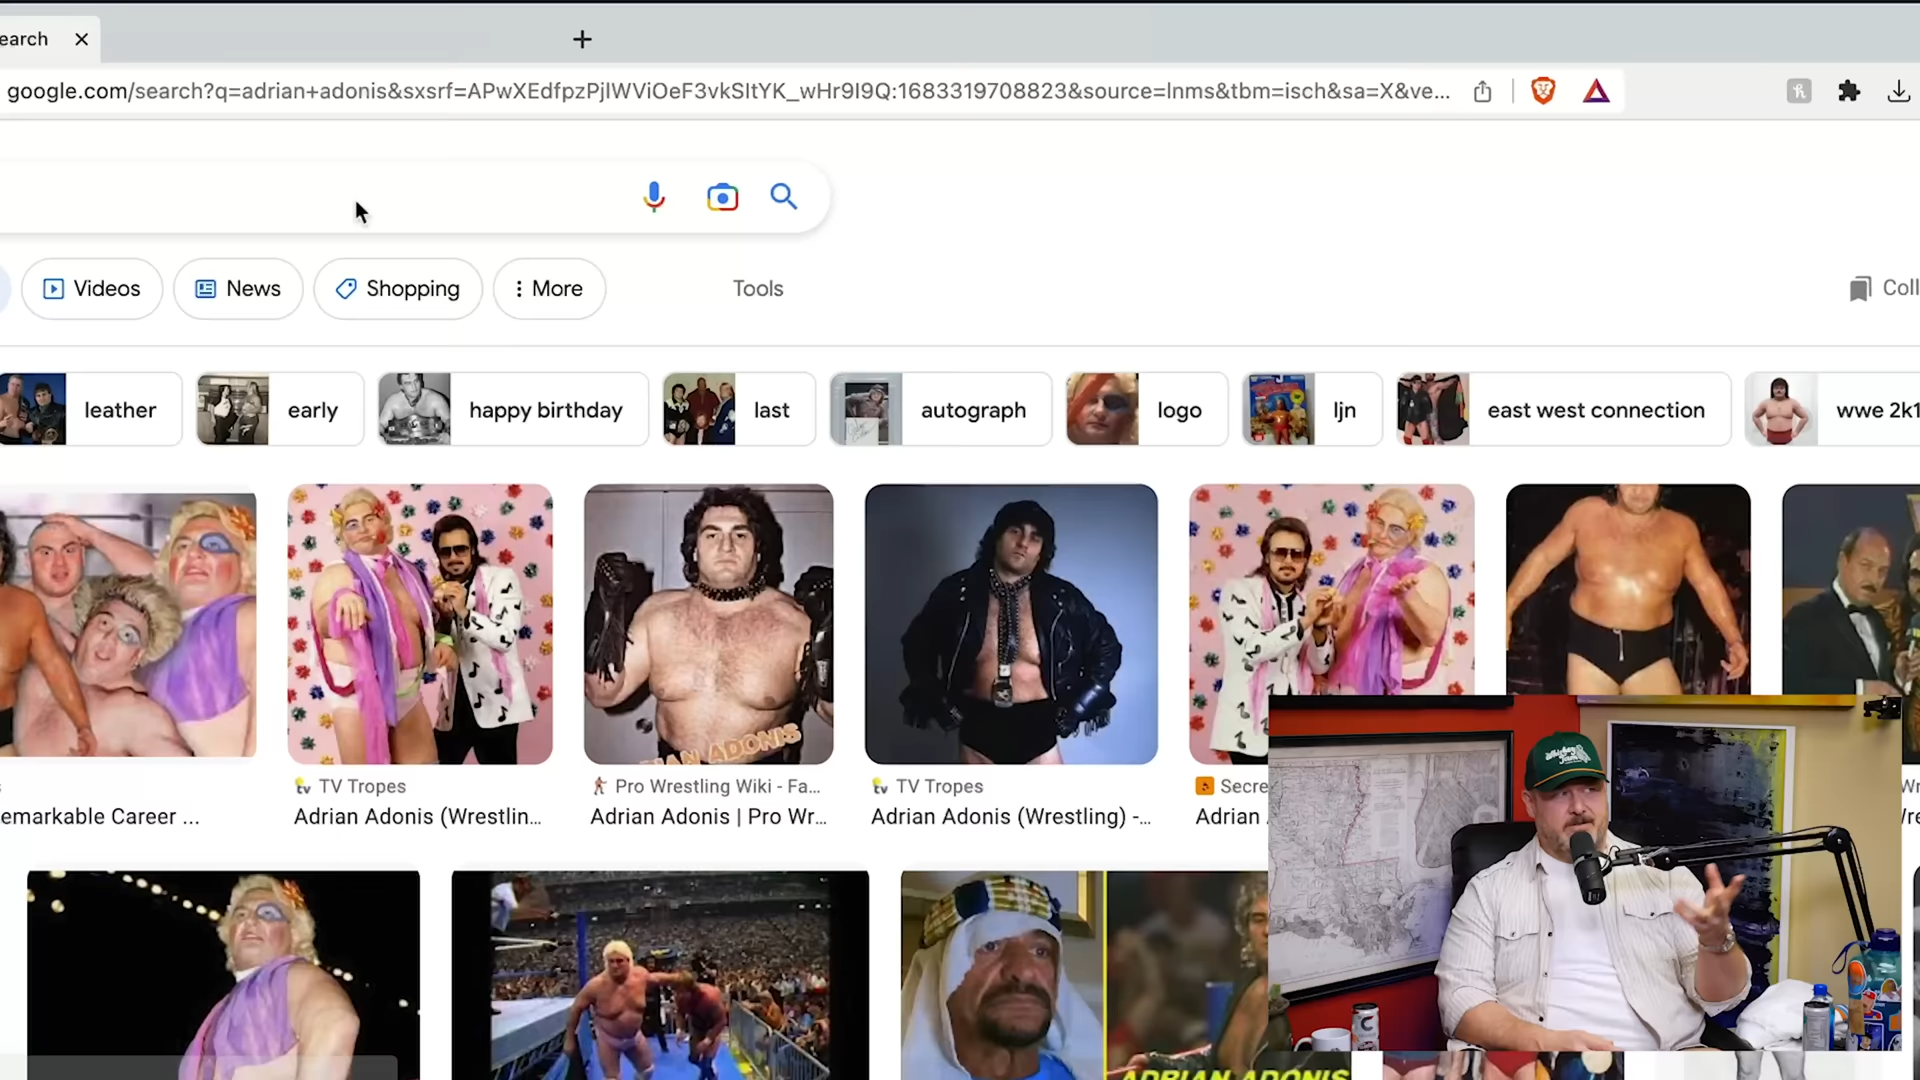 earch
google.com/search?q=adrian+adonis&sxsrf=APwXEdfpzPjlWViOeF3vkSItYK_wHr9I9Q:1683319708823&source=lnms&tbm=isch&sa=X&ve...
Videos
News
Shopping
More
Tools
Coll
leather
early
happy birthday
last
autograph
logo
ljn
east west connection
wwe 2k1
TV Tropes
Pro Wrestling Wiki - Fa...
TV Tropes
Secre
emarkable Career ...
Adrian Adonis (Wrestlin...
Adrian Adonis | Pro Wr...
Adrian Adonis (Wrestling) -...
Adrian
IAN ADONIS
ADRIAN ADONIS